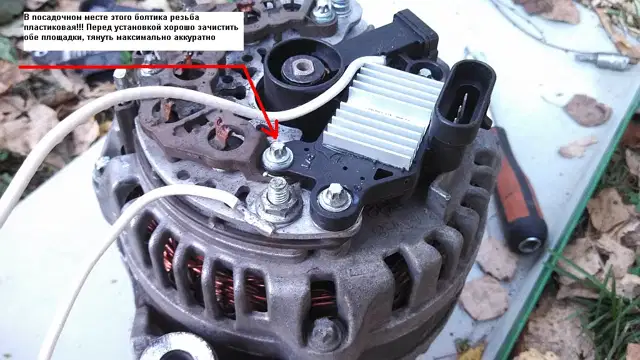 В посадочном месте этого болтика резьба
пластиковая!!! Перед установкой хорошо зачистить
обе площадки, тянуть максимально аккуратно